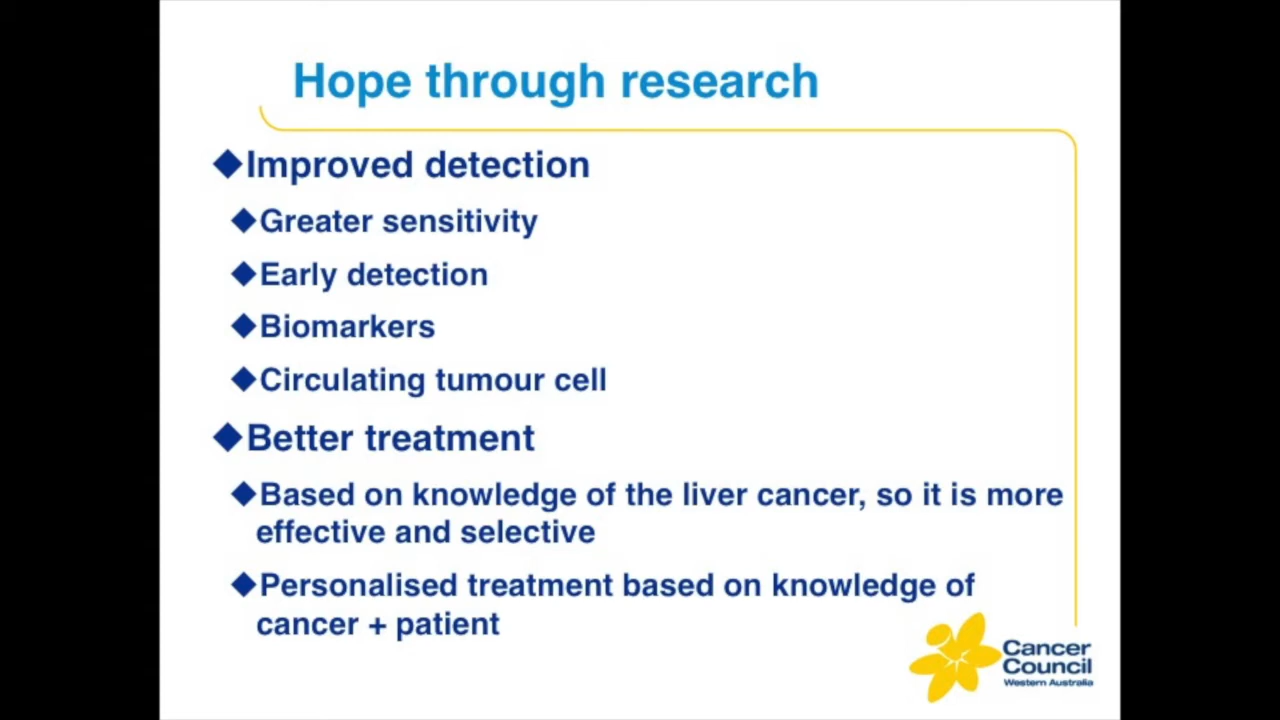 Hope through research
◆Improved detection
◆Greater sensitivity
◆Early detection
◆Biomarkers
◆Circulating tumour cell
◆Better treatment
◆Based on knowledge of the liver cancer, so it is more
effective and selective
◆Personalised treatment based on knowledge of
cancer + patient
Cancer
Council
Western Australia